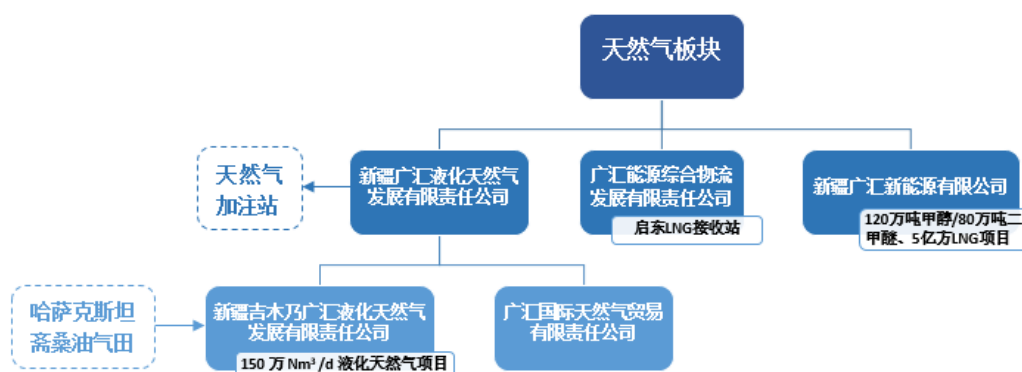 天然气板块
天然气
加注站
新疆广汇液化天然气
发展有限责任公司
广汇能源综合物流
发展有限责任公司
启东LNG接收站
新疆广汇新能源有限公司
120万吨甲醇/80万吨二
甲醚、5亿方LNG项目
哈萨克斯坦
斋桑油气田
新疆吉木乃广汇液化天然气
发展有限责任公司
150 万 Nm³ /d 液化天然气项目
广汇国际天然气贸易
有限责任公司